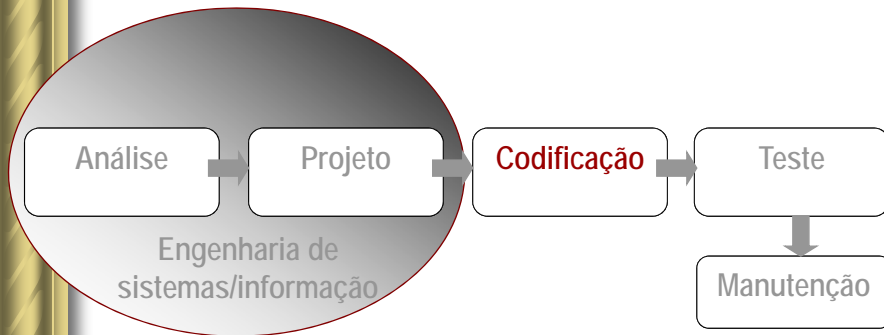 Análise
Projeto
Codificação
Teste
Engenharia de
sistemas/informação
Manutenção